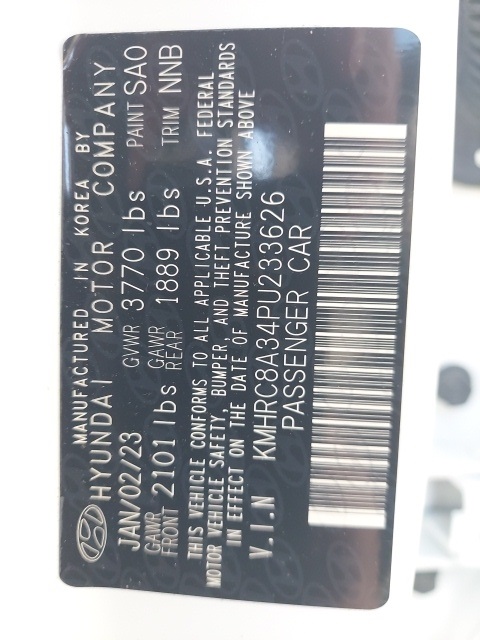 MANUFACTURED IN KOREA BY
HYUNDAI MOTOR COMPANY
JAN/02/23 GVWR 3770 lbs PAINT SA0
GAWR FRONT 2101 lbs GAWR REAR 1889 lbs TRIM NNB
THIS VEHICLE CONFORMS TO ALL APPLICABLE U.S.A. FEDERAL
MOTOR VEHICLE SAFETY, BUMPER, AND THEFT PREVENTION STANDARDS
IN EFFECT ON THE DATE OF MANUFACTURE SHOWN ABOVE
V.I.N KMHRC8A34PU233626
PASSENGER CAR